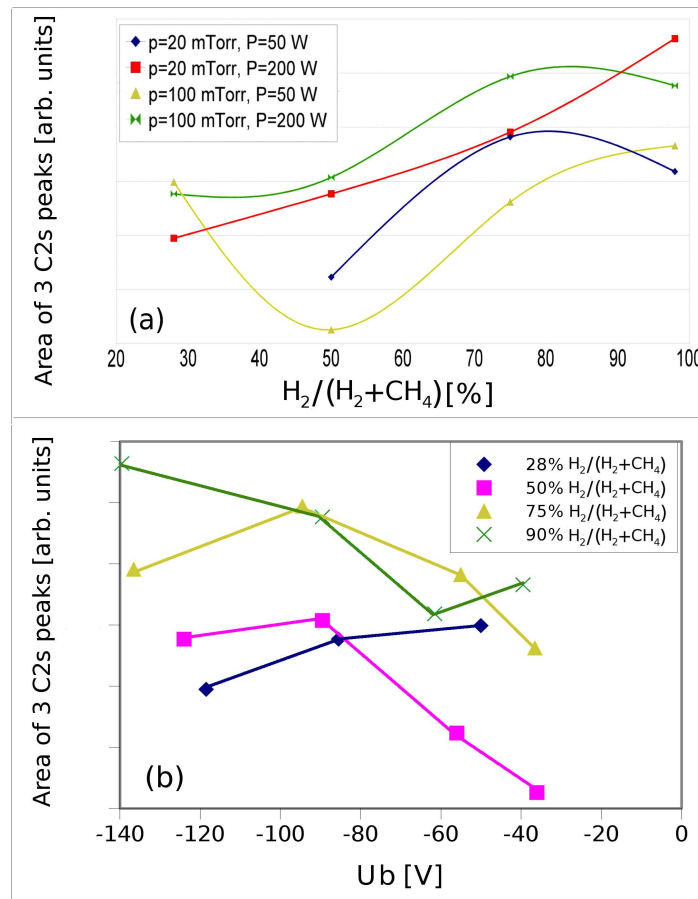 Area of 3 C2s peaks [arb. units]
p=20 mTorr, P=50 W
p=20 mTorr, P=200 W
p=100 mTorr, P=50 W
p=100 mTorr, P=200 W
(a)
20 30 40 50 60 70 80 90 100
H₂/(H₂+CH₄)[%]
Area of 3 C2s peaks [arb. units]
28% H₂/(H₂+CH₄)
50% H₂/(H₂+CH₄)
75% H₂/(H₂+CH₄)
90% H₂/(H₂+CH₄)
(b)
-140 -120 -100 -80 -60 -40 -20 0
Ub [V]